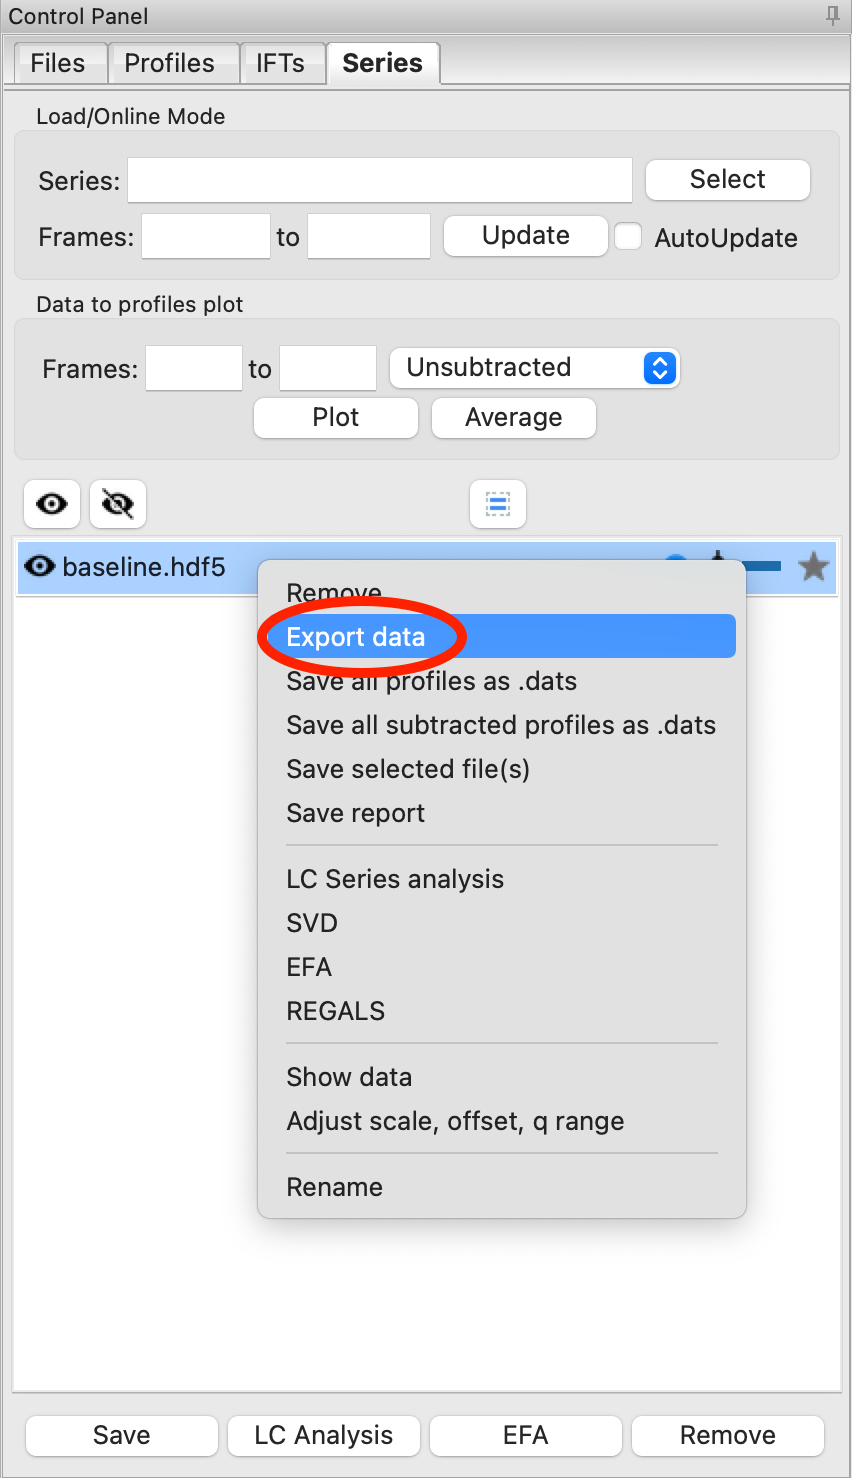 Control Panel
Files Profiles IFTs Series
Load/Online Mode
Series: Select
Frames: to Update AutoUpdate
Data to profiles plot
Frames: to Unsubtracted
Plot Average
baseline.hdf5
Remove
Export data
Save all profiles as .dats
Save all subtracted profiles as .dats
Save selected file(s)
Save report
LC Series analysis
SVD
EFA
REGALS
Show data
Adjust scale, offset, q range
Rename
Save LC Analysis EFA Remove